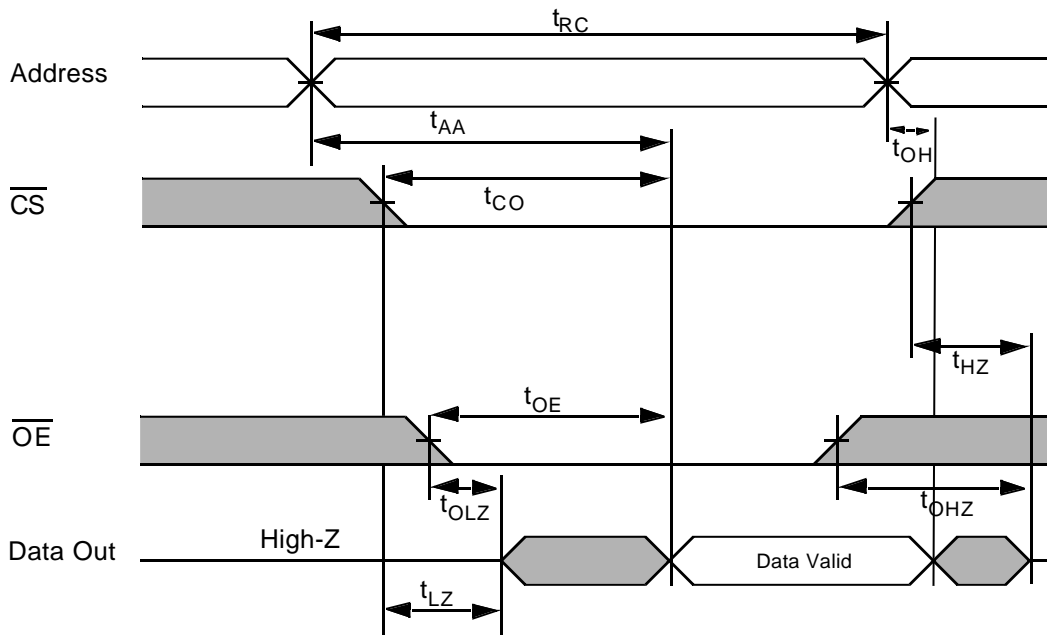 tRC
Address
tAA
tOH
CS
tCO
tHZ
tOE
OE
tOLZ
tOHZ
Data Out
High-Z
Data Valid
tLZ